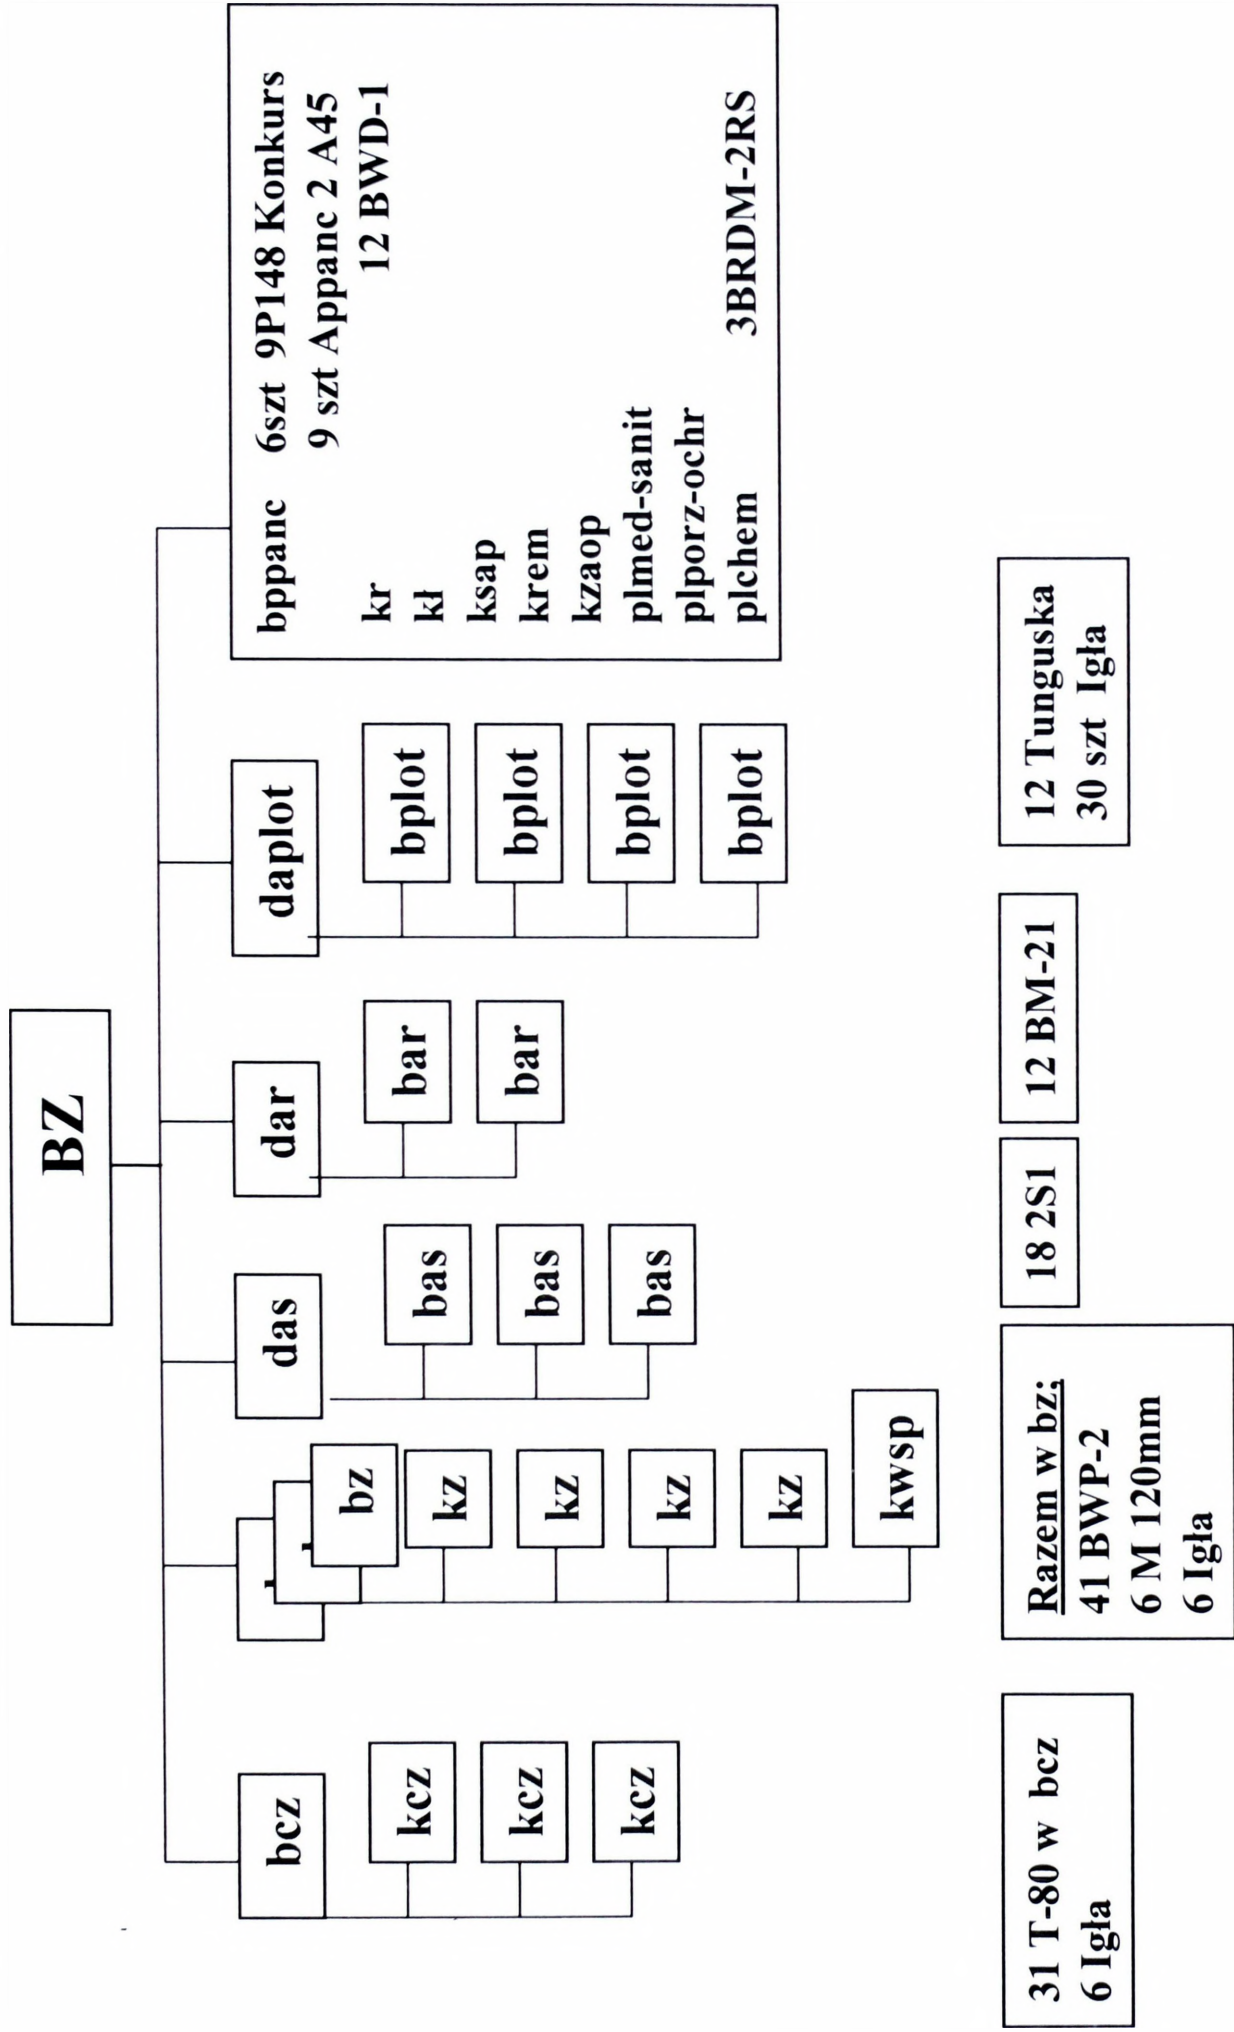 BZ
bcz
kcz
kcz
kcz
bz
kz
kz
kz
kz
kwsp
das
bas
bas
bas
dar
bar
bar
daplot
bplot
bplot
bplot
bplot
bppanc 6szt 9P148 Konkurs
9 szt Appanc 2 A45
kr 12 BWD-1
kł
ksap
krem
kzaop
plmed-sanit
plporz-ochr
plchem 3BRDM-2RS
31 T-80 w bcz
6 Igła
Razem w bz;
41 BWP-2
6 M 120mm
6 Igła
18 2S1
12 BM-21
12 Tunguska
30 szt Igła